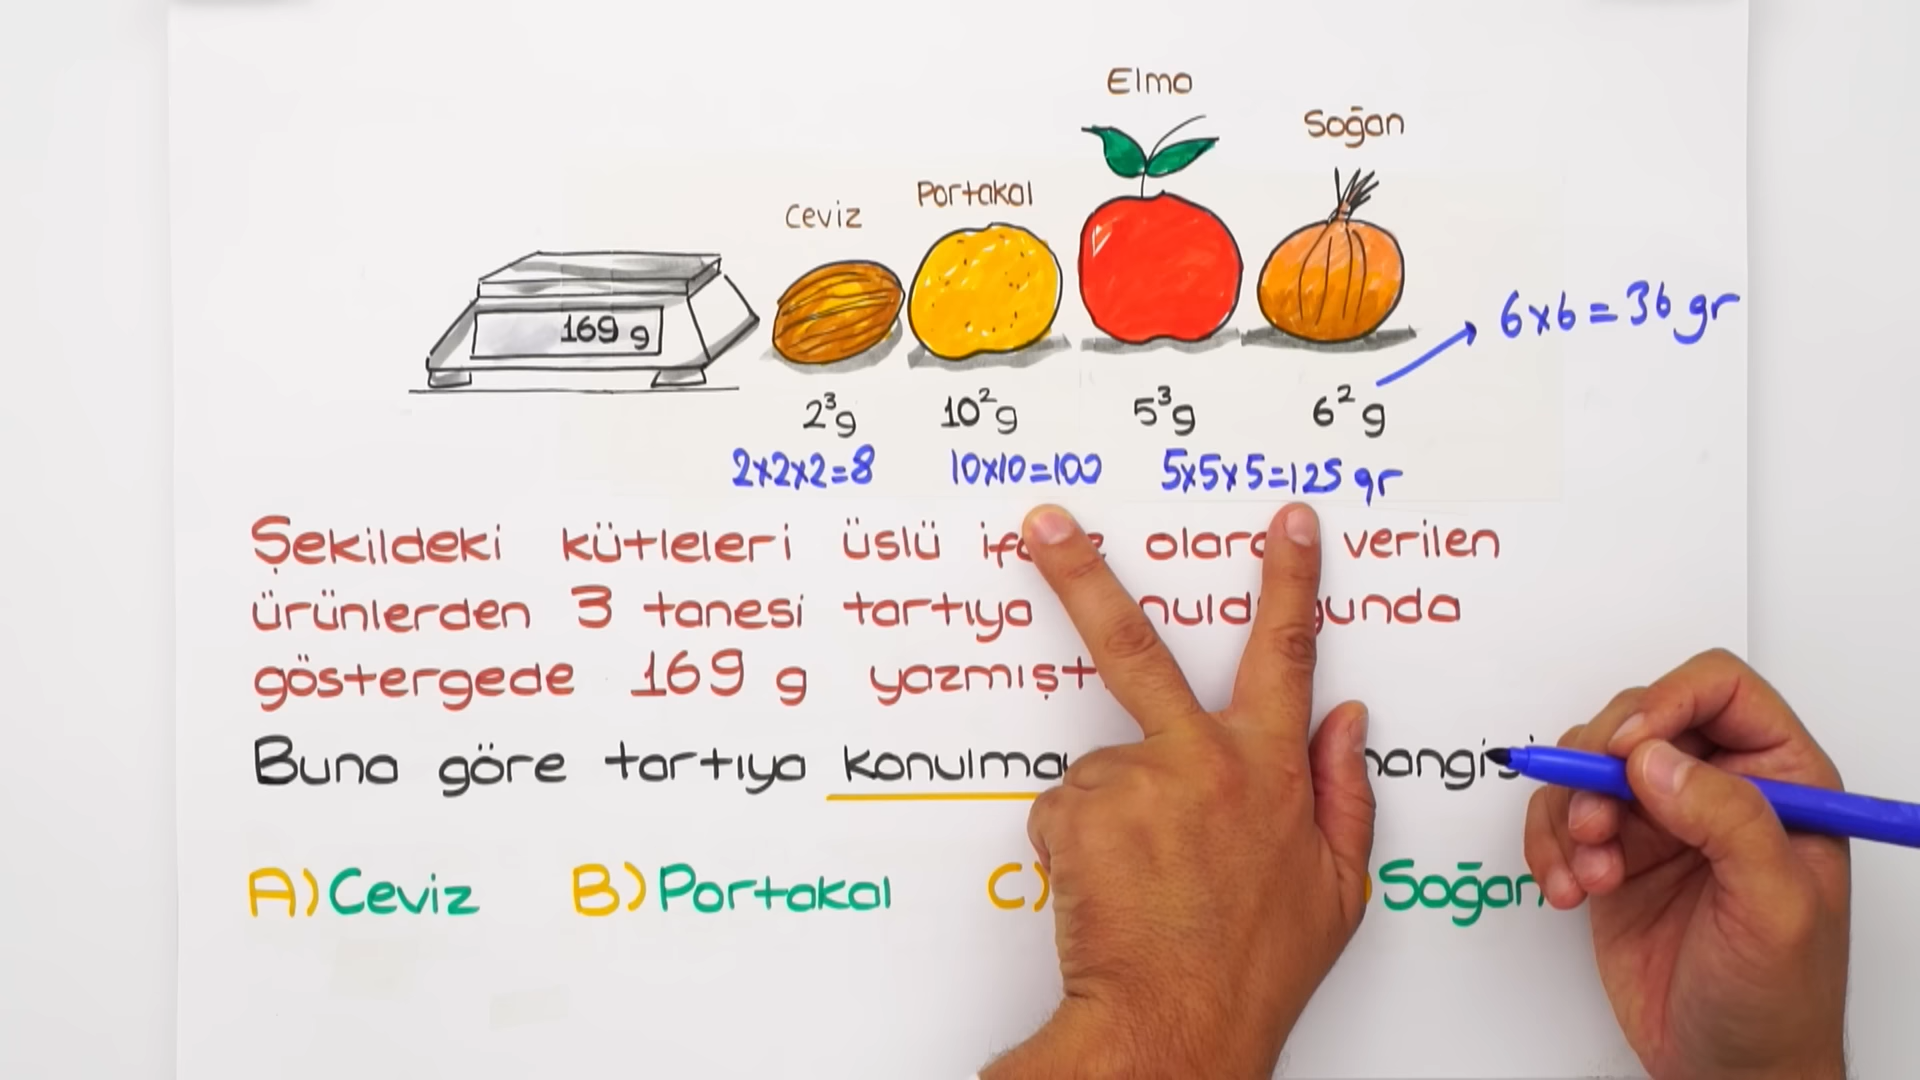 Elma
Soğan
Portakal
Ceviz
169 g
6x6=36 gr
2³g 10²g 5³g 6²g
2x2x2=8 10x10=100 5x5x5=125 gr
Şekildeki kütleleri üslü verilen
ürünlerden 3 tanesi tartıya
göstergede 169 g
Buna göre tartıya
A) Ceviz B) Portakal C) Soğan